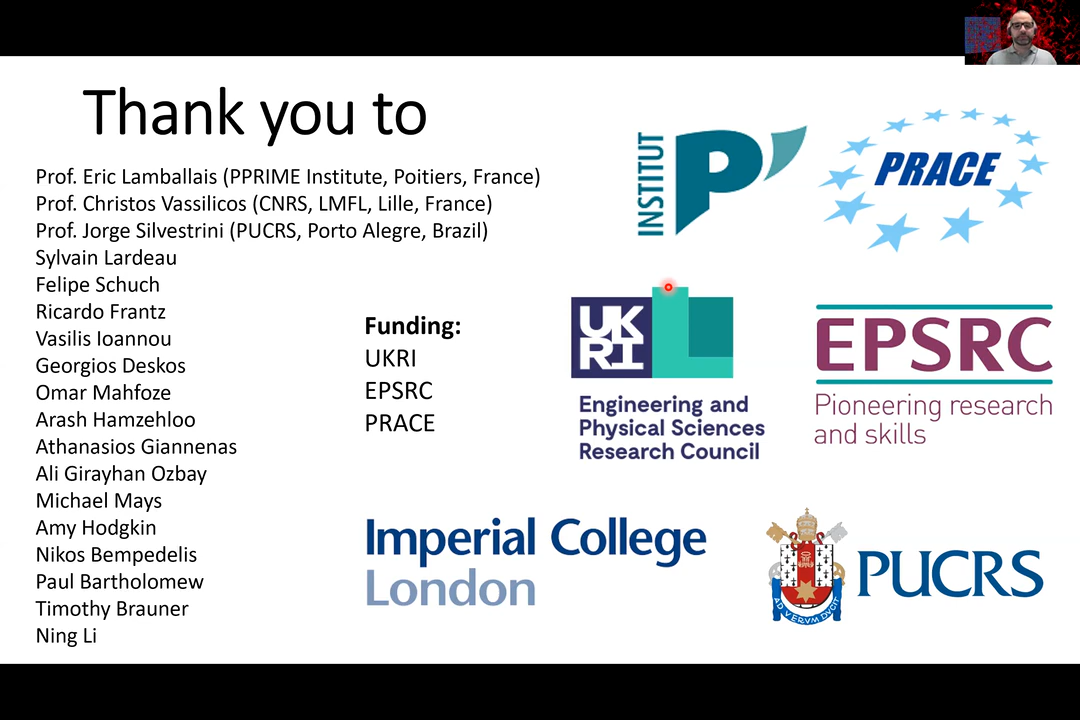 Thank you to
Prof. Eric Lamballais (PPRIME Institute, Poitiers, France)
Prof. Christos Vassilicos (CNRS, LMFL, Lille, France)
Prof. Jorge Silvestrini (PUCRS, Porto Alegre, Brazil)
Sylvain Lardeau
Felipe Schuch
Ricardo Frantz
Vasilis Ioannou
Georgios Deskos
Omar Mahfoze
Arash Hamzehloo
Athanasios Giannenas
Ali Girayhan Ozbay
Michael Mays
Amy Hodgkin
Nikos Bempedelis
Paul Bartholomew
Timothy Brauner
Ning Li
Funding:
UKRI
EPSRC
PRACE
INSTITUT
P'
PRACE
UK
RI
Engineering and
Physical Sciences
Research Council
EPSRC
Pioneering research
and skills
Imperial College
London
AD VERVM DVCIT
PUCRS